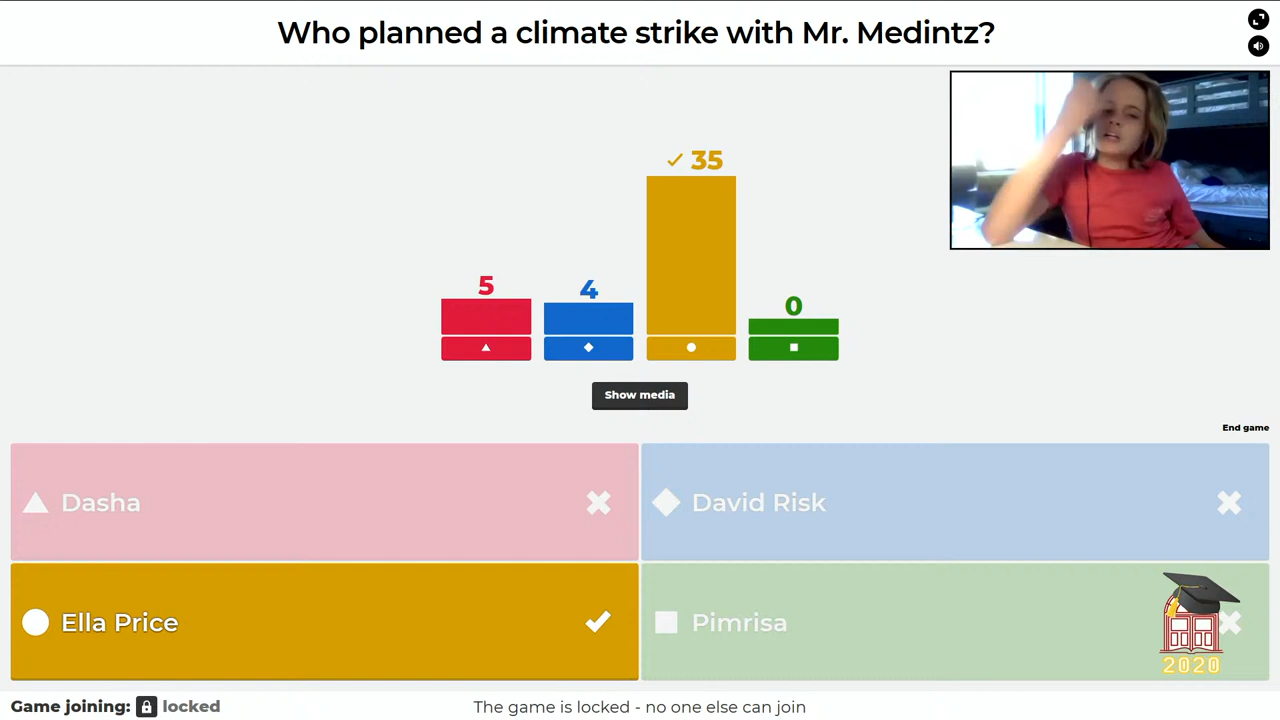 Who planned a climate strike with Mr. Medintz?
✓ 35
5
4
0
Show media
End game
Dasha
David Risk
Ella Price
Pimrisa
2020
Game joining: locked
The game is locked - no one else can join